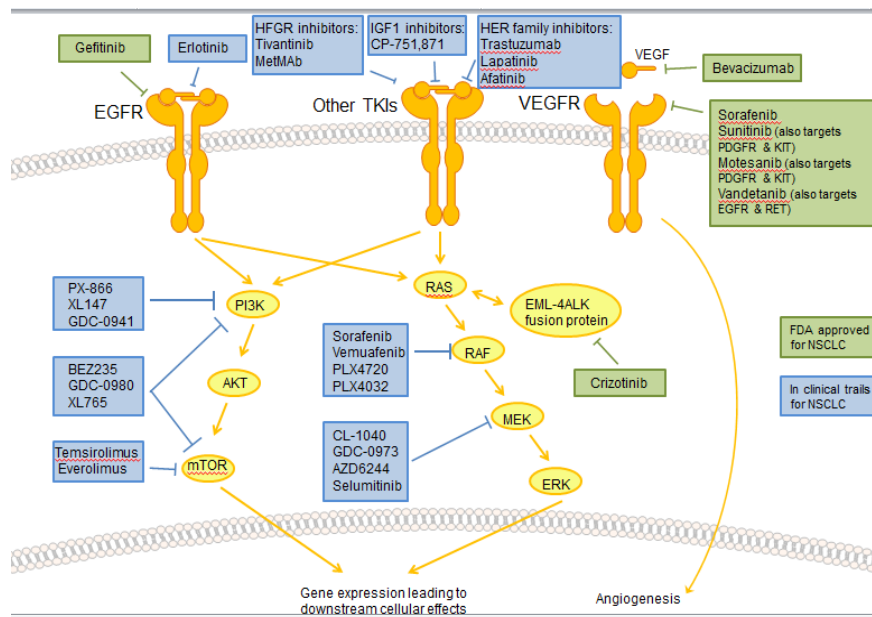 HFGR inhibitors:
Tivantinib
MetMAb
IGF1 inhibitors:
CP-751,871
HER family inhibitors:
Trastuzumab
Lapatinib
Afatinib
Gefitinib
Erlotinib
VEGF
Bevacizumab
EGFR
Other TKIs
VEGFR
Sorafenib
Sunitinib (also targets
PDGFR & KIT)
Motesanib (also targets
PDGFR & KIT)
Vandetanib (also targets
EGFR & RET)
PX-866
XL147
GDC-0941
PI3K
RAS
EML-4ALK
fusion protein
Sorafenib
Vemuafenib
PLX4720
PLX4032
RAF
FDA approved
for NSCLC
BEZ235
GDC-0980
XL765
AKT
Crizotinib
In clinical trails
for NSCLC
MEK
CL-1040
GDC-0973
AZD6244
Selumitinib
Temsirolimus
Everolimus
mTOR
ERK
Gene expression leading to
downstream cellular effects
Angiogenesis